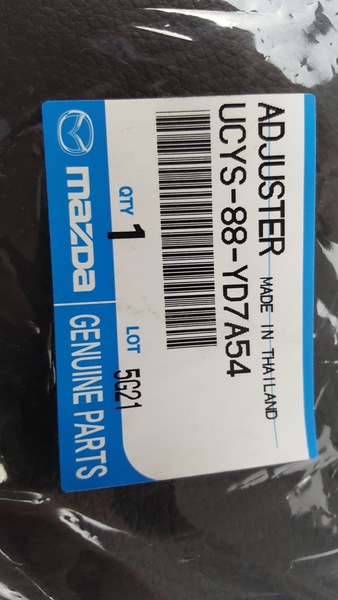 ADJUSTER MADE IN THAILAND
UCYS-88-YD7A54
QTY 1
LOT 5G21
mazda GENUINE PARTS